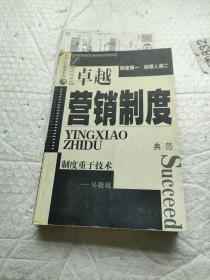 制度第一 经理人第二
卓越
营销制度
YINGXIAO
ZHIDU
典范
Succeed
制度重于技术
——吴敬琏